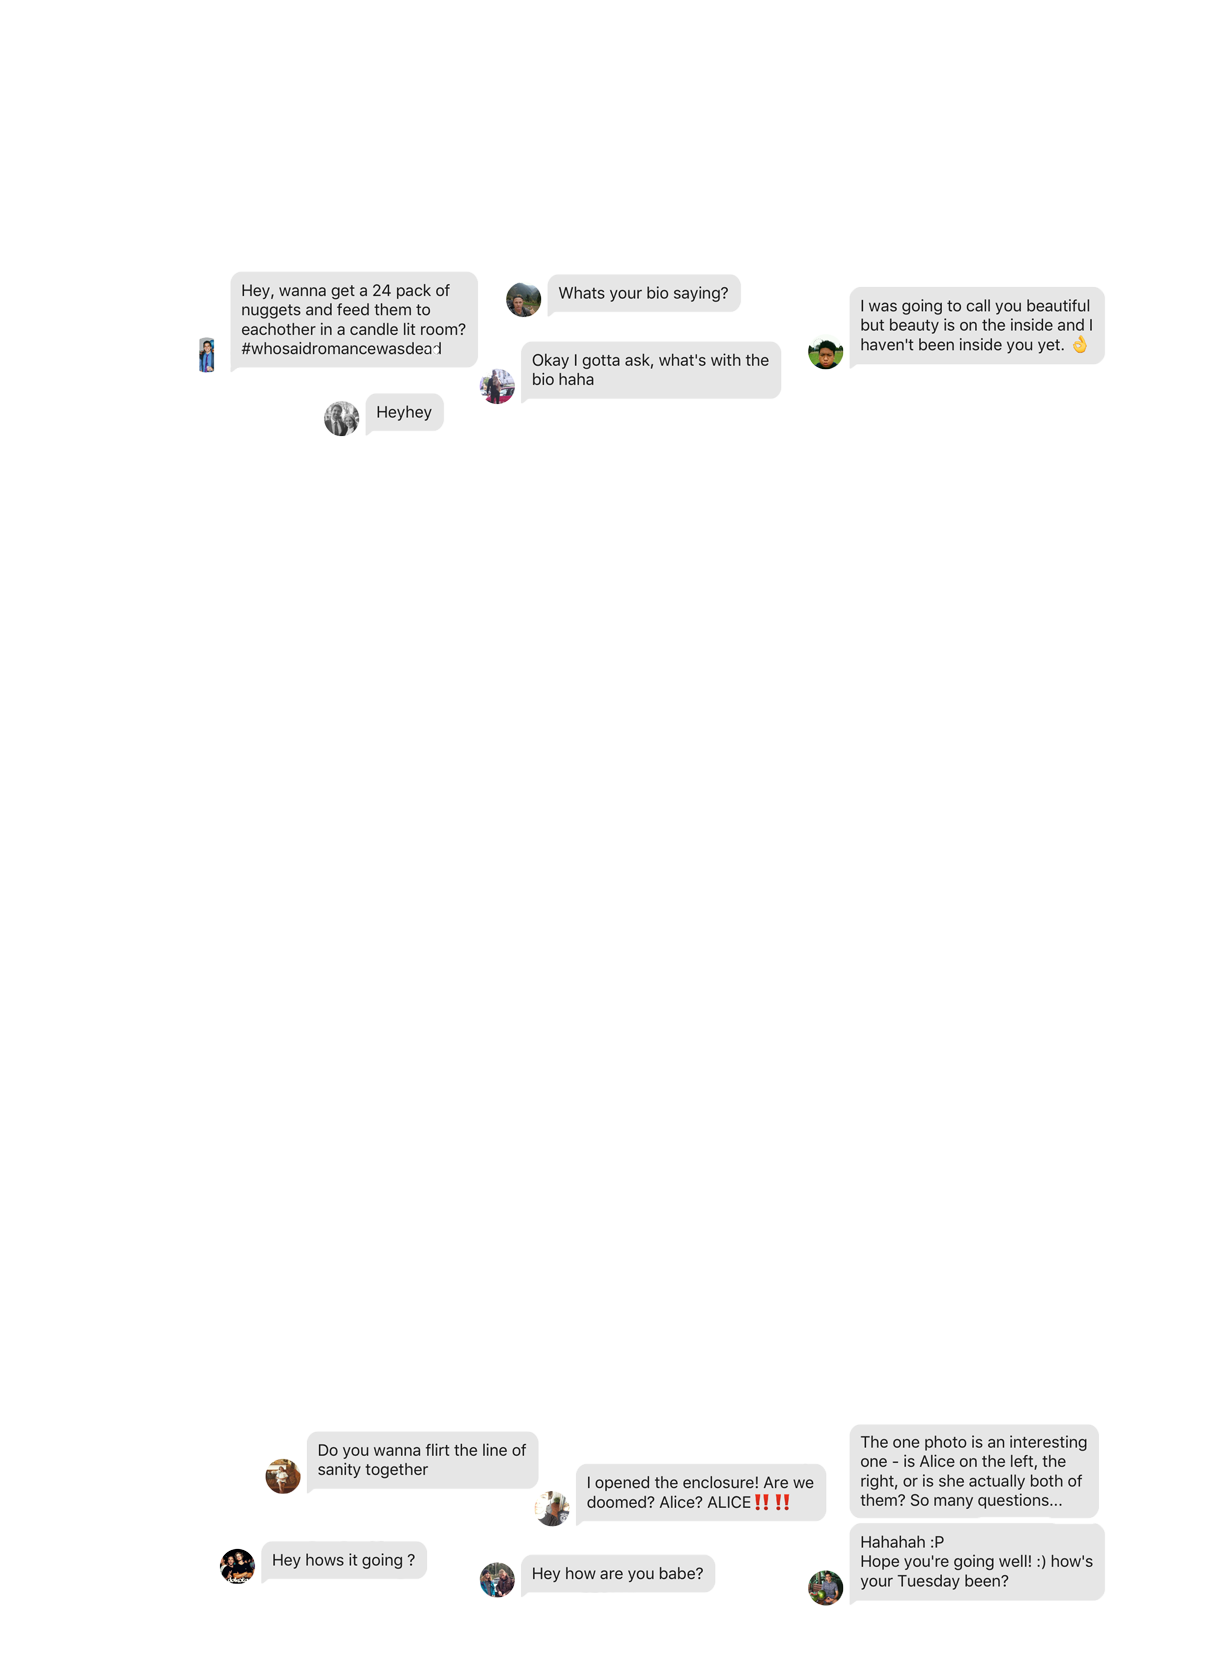 Hey, wanna get a 24 pack of
nuggets and feed them to
eachother in a candle lit room?
#whosaidromancewasdead
Heyhey
Whats your bio saying?
Okay I gotta ask, what's with the
bio haha
I was going to call you beautiful
but beauty is on the inside and I
haven't been inside you yet. 👌
Do you wanna flirt the line of
sanity together
Hey hows it going ?
I opened the enclosure! Are we
doomed? Alice? ALICE‼️‼️
Hey how are you babe?
The one photo is an interesting
one - is Alice on the left, the
right, or is she actually both of
them? So many questions...
Hahahah :P
Hope you're going well! :) how's
your Tuesday been?